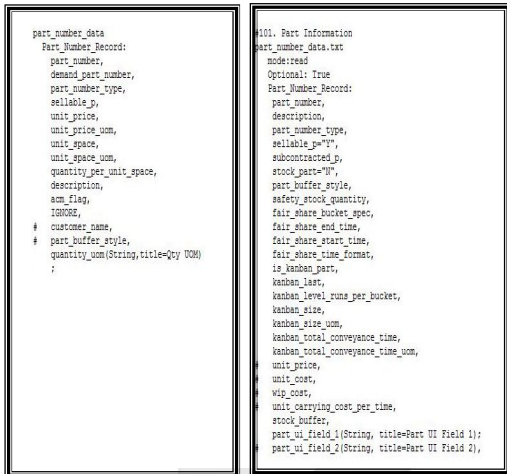 part_number_data
Part_Number_Record:
part_number,
demand_part_number,
part_number_type,
sellable_p,
unit_price,
unit_price_uom,
unit_space,
unit_space_uom,
quantity_per_unit_space,
description,
acm_flag,
IGNORE,
# customer_name,
# part_buffer_style,
quantity_uom(String,title=Qty UOM)
;
#101. Part Information
part_number_data.txt
mode:read
Optional: True
Part_Number_Record:
part_number,
description,
part_number_type,
sellable_p="Y",
subcontracted_p,
stock_part="N",
part_buffer_style,
safety_stock_quantity,
fair_share_bucket_spec,
fair_share_end_time,
fair_share_start_time,
fair_share_time_format,
is_kanban_part,
kanban_last,
kanban_level_runs_per_bucket,
kanban_size,
kanban_size_uom,
kanban_total_conveyance_time,
kanban_total_conveyance_time_uom,
# unit_price,
# unit_cost,
# wip_cost,
# unit_carrying_cost_per_time,
stock_buffer,
part_ui_field_1(String, title=Part UI Field 1);
# part_ui_field_2(String, title=Part UI Field 2),